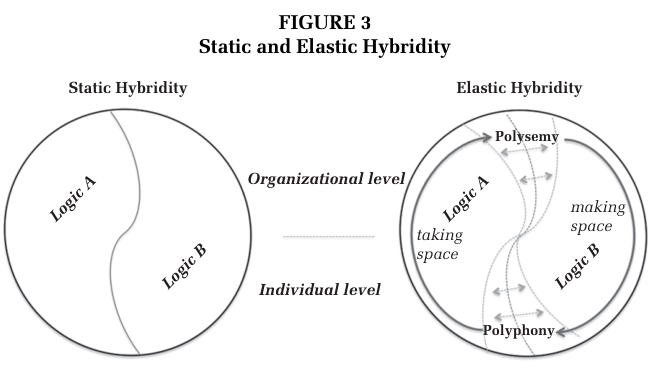 FIGURE 3
Static and Elastic Hybridity
Static Hybridity
Elastic Hybridity
Logic A
Logic B
Organizational level
Individual level
Polysemy
Logic A
making
space
taking
space
Logic B
Polyphony